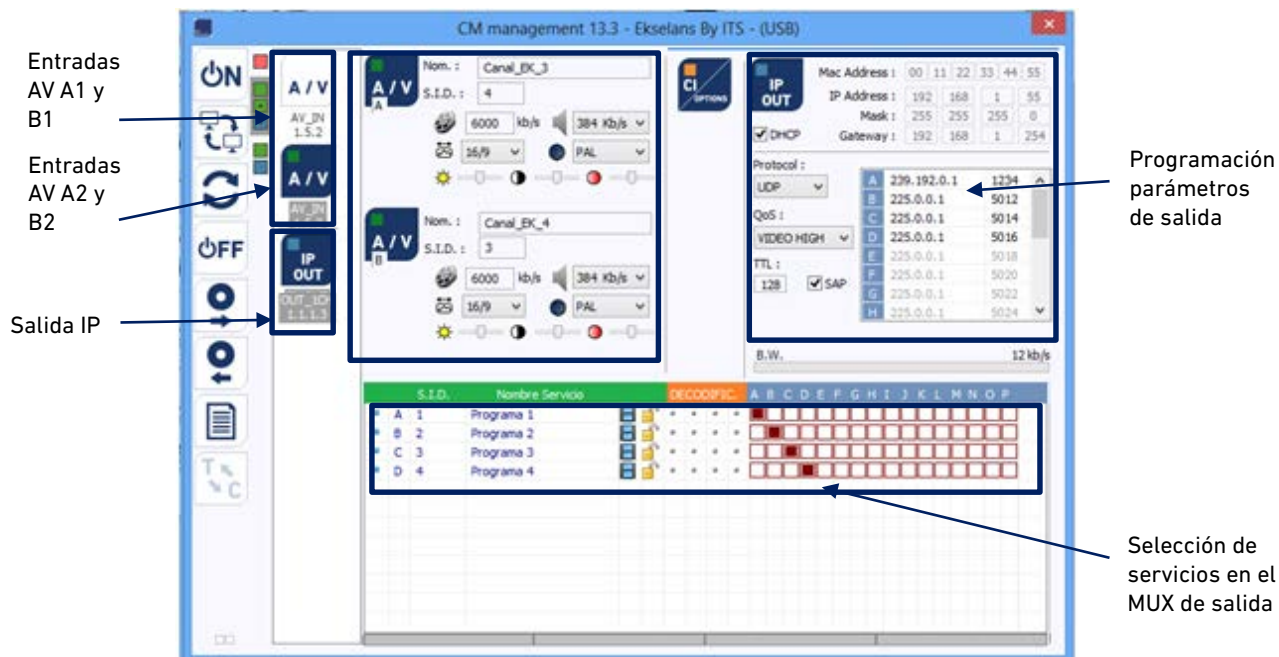 CM management 13.3 - Ekselans By ITS - (USB)
Entradas
AV A1 y
B1
Entradas
AV A2 y
B2
Salida IP
ON
OFF
T
C
A / V
AV_IN
1.5.2
A / V
AV_IN
IP
OUT
1.1.1.3
A / V
A
Nom. : Canal_EK_3
S.I.D. : 4
6000 kb/s 384 Kb/s
16/9 PAL
A / V
B
Nom. : Canal_EK_4
S.I.D. : 3
6000 kb/s 384 Kb/s
16/9 PAL
CI
OPTIONS
IP
OUT
Mac Address : 00 11 22 33 44 55
IP Address : 192 168 1 55
Mask : 255 255 255 0
DHCP Gateway : 192 168 1 254
Protocol :
UDP
QoS :
VIDEO HIGH
TTL :
128 SAP
A 239.192.0.1 1234
B 225.0.0.1 5012
C 225.0.0.1 5014
D 225.0.0.1 5016
E 225.0.0.1 5018
F 225.0.0.1 5020
G 225.0.0.1 5022
H 225.0.0.1 5024
B.W. 12 kb/s
S.I.D. Nombre Servicio DECODIFIC. A B C D E F G H I J K L M N O P
A 1 Programa 1
B 2 Programa 2
C 3 Programa 3
D 4 Programa 4
Programación
parámetros
de salida
Selección de
servicios en el
MUX de salida